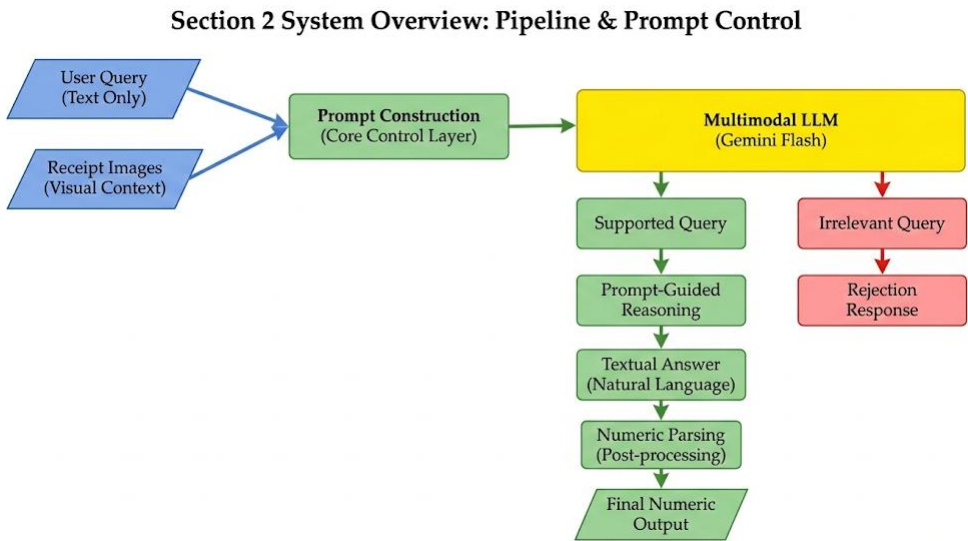 Section 2 System Overview: Pipeline & Prompt Control
User Query
(Text Only)
Receipt Images
(Visual Context)
Prompt Construction
(Core Control Layer)
Multimodal LLM
(Gemini Flash)
Supported Query
Prompt-Guided
Reasoning
Textual Answer
(Natural Language)
Numeric Parsing
(Post-processing)
Final Numeric
Output
Irrelevant Query
Rejection
Response